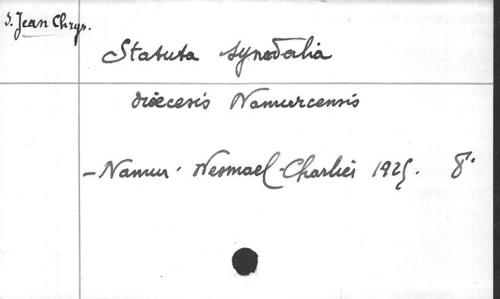 S. Jean Chrys.
Statuta synodalia
diœcesis Namurcensis
- Namur. Wesmael-Charlier 1925. 8°